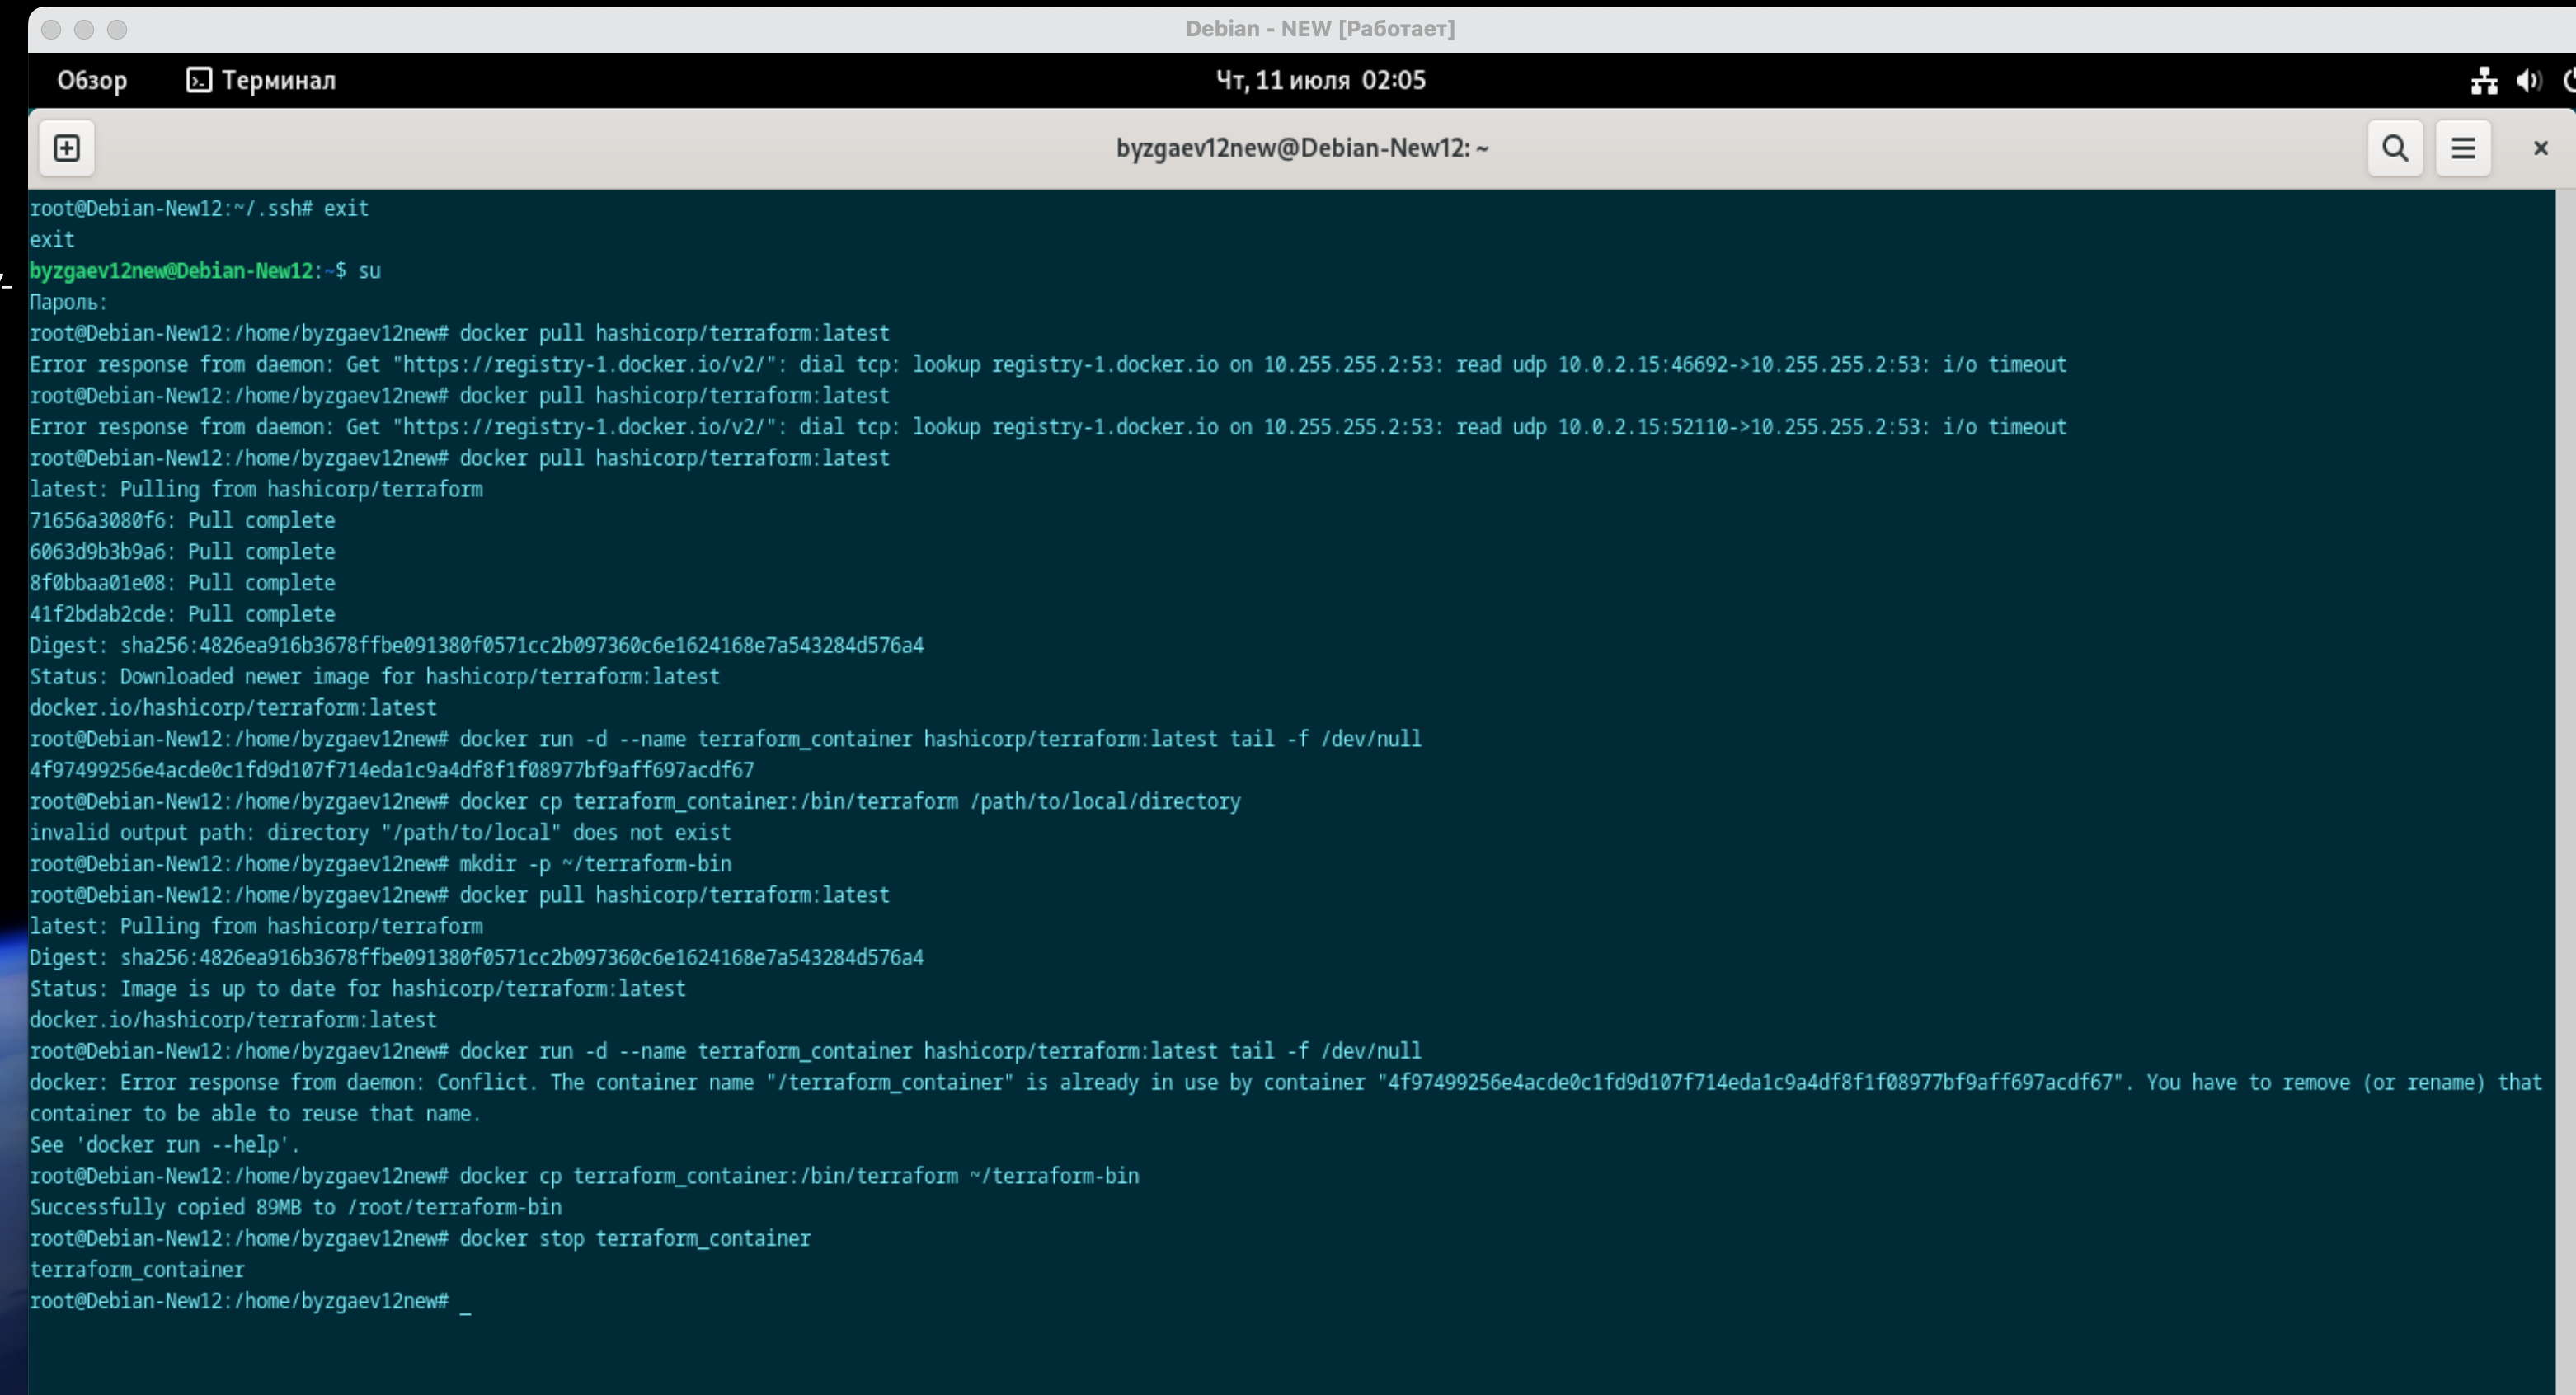 Debian - NEW [Работает]
Обзор
Терминал
Чт, 11 июля 02:05
byzgaev12new@Debian-New12: ~
root@Debian-New12:~/.ssh# exit
exit
byzgaev12new@Debian-New12:~$ su
Пароль:
root@Debian-New12:/home/byzgaev12new# docker pull hashicorp/terraform:latest
Error response from daemon: Get "https://registry-1.docker.io/v2/": dial tcp: lookup registry-1.docker.io on 10.255.255.2:53: read udp 10.0.2.15:46692->10.255.255.2:53: i/o timeout
root@Debian-New12:/home/byzgaev12new# docker pull hashicorp/terraform:latest
Error response from daemon: Get "https://registry-1.docker.io/v2/": dial tcp: lookup registry-1.docker.io on 10.255.255.2:53: read udp 10.0.2.15:52110->10.255.255.2:53: i/o timeout
root@Debian-New12:/home/byzgaev12new# docker pull hashicorp/terraform:latest
latest: Pulling from hashicorp/terraform
71656a3080f6: Pull complete
6063d9b3b9a6: Pull complete
8f0bbaa01e08: Pull complete
41f2bdab2cde: Pull complete
Digest: sha256:4826ea916b3678ffbe091380f0571cc2b097360c6e1624168e7a543284d576a4
Status: Downloaded newer image for hashicorp/terraform:latest
docker.io/hashicorp/terraform:latest
root@Debian-New12:/home/byzgaev12new# docker run -d --name terraform_container hashicorp/terraform:latest tail -f /dev/null
4f97499256e4acde0c1fd9d107f714eda1c9a4df8f1f08977bf9aff697acdf67
root@Debian-New12:/home/byzgaev12new# docker cp terraform_container:/bin/terraform /path/to/local/directory
invalid output path: directory "/path/to/local" does not exist
root@Debian-New12:/home/byzgaev12new# mkdir -p ~/terraform-bin
root@Debian-New12:/home/byzgaev12new# docker pull hashicorp/terraform:latest
latest: Pulling from hashicorp/terraform
Digest: sha256:4826ea916b3678ffbe091380f0571cc2b097360c6e1624168e7a543284d576a4
Status: Image is up to date for hashicorp/terraform:latest
docker.io/hashicorp/terraform:latest
root@Debian-New12:/home/byzgaev12new# docker run -d --name terraform_container hashicorp/terraform:latest tail -f /dev/null
docker: Error response from daemon: Conflict. The container name "/terraform_container" is already in use by container "4f97499256e4acde0c1fd9d107f714eda1c9a4df8f1f08977bf9aff697acdf67". You have to remove (or rename) that
container to be able to reuse that name.
See 'docker run --help'.
root@Debian-New12:/home/byzgaev12new# docker cp terraform_container:/bin/terraform ~/terraform-bin
Successfully copied 89MB to /root/terraform-bin
root@Debian-New12:/home/byzgaev12new# docker stop terraform_container
terraform_container
root@Debian-New12:/home/byzgaev12new# _